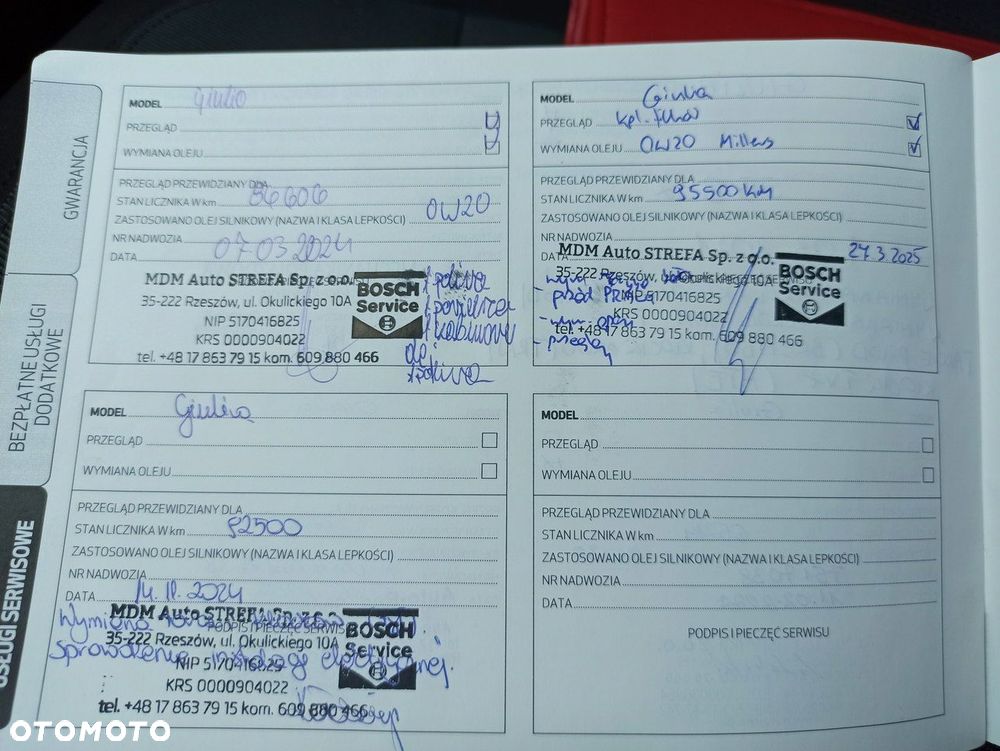 GWARANCJA
BEZPŁATNE USŁUGI
DODATKOWE
USŁUGI SERWISOWE
MODEL Giulia
PRZEGLĄD
WYMIANA OLEJU
PRZEGLĄD PRZEWIDZIANY DLA
STAN LICZNIKA W km 86606
ZASTOSOWANO OLEJ SILNIKOWY (NAZWA I KLASA LEPKOŚCI) 0W20
NR NADWOZIA
DATA 07 03 2024
MDM Auto STREFA Sp. z o.o.
35-222 Rzeszów, ul. Okulickiego 10A
NIP 5170416825
KRS 0000904022
tel. +48 17 863 79 15 kom. 609 880 466
BOSCH
Service
MODEL Giulia
PRZEGLĄD kpl. filtrów
WYMIANA OLEJU 0W20 Millers
PRZEGLĄD PRZEWIDZIANY DLA
STAN LICZNIKA W km 95500 KM
ZASTOSOWANO OLEJ SILNIKOWY (NAZWA I KLASA LEPKOŚCI)
NR NADWOZIA
DATA 27.3.2025
MDM Auto STREFA Sp. z o.o.
35-222 Rzeszów, ul. Okulickiego 10A
NIP 5170416825
KRS 0000904022
tel. +48 17 863 79 15 kom. 609 880 466
BOSCH
Service
- przód
- wym. opon
- przegląd
MODEL Giulia
PRZEGLĄD
WYMIANA OLEJU
PRZEGLĄD PRZEWIDZIANY DLA
STAN LICZNIKA W km 92500
ZASTOSOWANO OLEJ SILNIKOWY (NAZWA I KLASA LEPKOŚCI)
NR NADWOZIA
DATA
MDM Auto STREFA Sp. z o.o.
PODPIS I PIECZĘĆ SERWISU
35-222 Rzeszów, ul. Okulickiego 10A
NIP 5170416825
KRS 0000904022
tel. +48 17 863 79 15 kom. 609 880 466
BOSCH
Service
Wymiana
sprawdzenie elektrycznej.
MODEL
PRZEGLĄD
WYMIANA OLEJU
PRZEGLĄD PRZEWIDZIANY DLA
STAN LICZNIKA W km
ZASTOSOWANO OLEJ SILNIKOWY (NAZWA I KLASA LEPKOŚCI)
NR NADWOZIA
DATA
PODPIS I PIECZĘĆ SERWISU
OTOMOTO